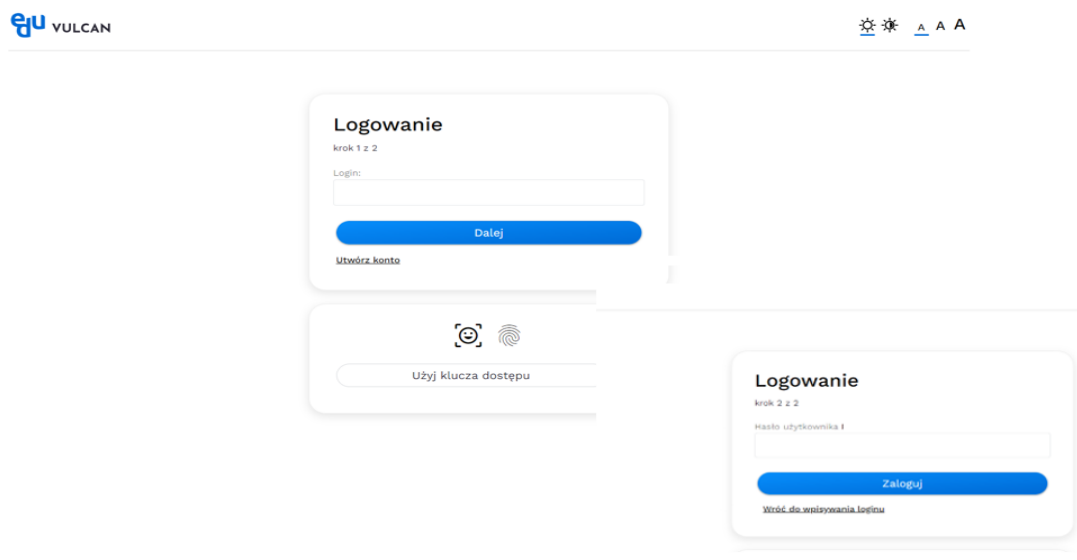 edu VULCAN
A A A
Logowanie
krok 1 z 2
Login:
Dalej
Utwórz konto
Użyj klucza dostępu
Logowanie
krok 2 z 2
Hasło użytkownika
Zaloguj
Wróć do wpisywania loginu